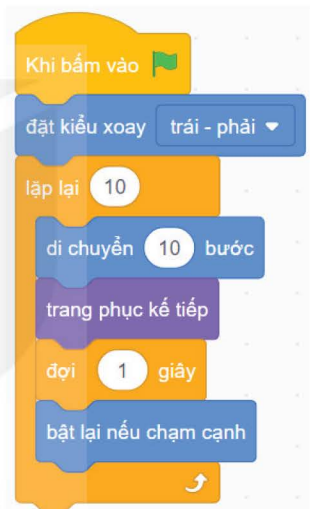 Khi bấm vào
đặt kiểu xoay trái - phải
lặp lại 10
di chuyển 10 bước
trang phục kế tiếp
đợi 1 giây
bật lại nếu chạm cạnh